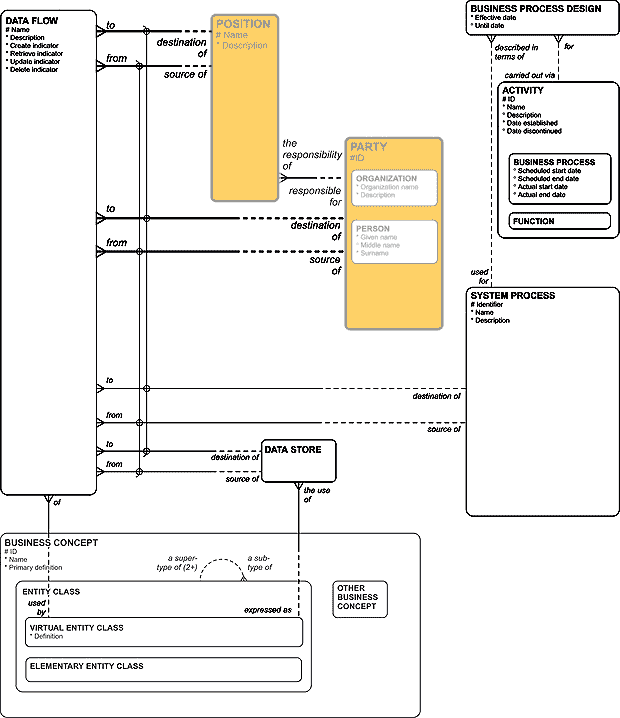 DATA FLOW
# Name
* Description
* Create indicator
* Retrieve indicator
* Update indicator
* Delete indicator
to
destination
of
from
source of
POSITION
# Name
* Description
BUSINESS PROCESS DESIGN
* Effective date
* Until date
described in
terms of
for
carried out via
ACTIVITY
# ID
* Name
* Description
* Date established
* Date discontinued
BUSINESS PROCESS
* Scheduled start date
* Scheduled end date
* Actual start date
* Actual end date
FUNCTION
the
responsibility
of
responsible
for
PARTY
#ID
ORGANIZATION
* Organization name
* Description
PERSON
* Given name
* Middle name
* Surname
to
destination
of
from
source
of
used
for
SYSTEM PROCESS
# Identifier
* Name
* Description
to
destination of
from
source of
to
destination of
from
source of
DATA STORE
of
the use
of
BUSINESS CONCEPT
# ID
* Name
* Primary definition
a super-
type of (2+)
a sub-
type of
ENTITY CLASS
used
by
expressed as
VIRTUAL ENTITY CLASS
* Definition
ELEMENTARY ENTITY CLASS
OTHER
BUSINESS
CONCEPT